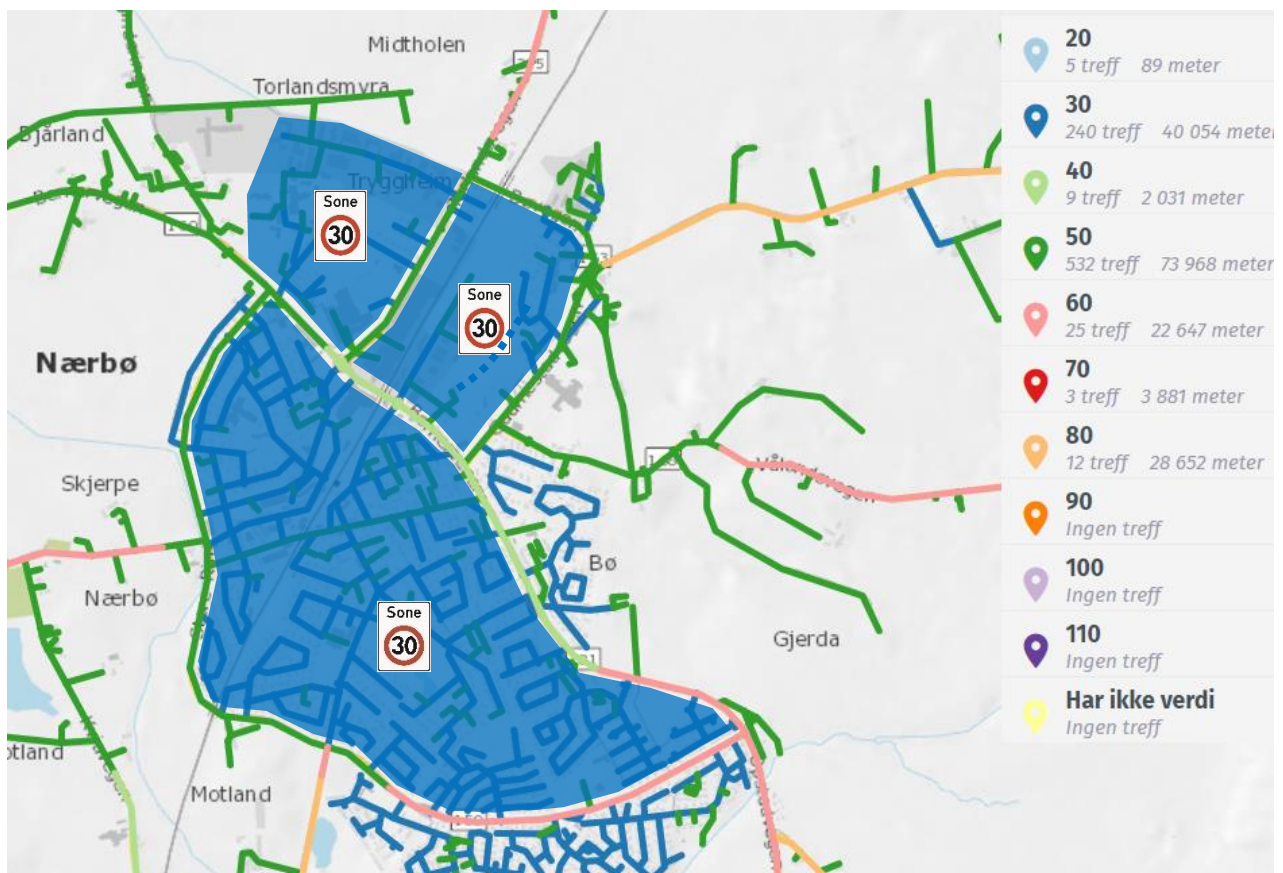 Midtholen
Torlandsmyra
Bjårland
Tryggheim
Sone
30
Sone
30
Nærbø
Skjerpe
Nærbø
Bø
Gjerda
Sone
30
Motland
20
5 treff 89 meter
30
240 treff 40 054 meter
40
9 treff 2 031 meter
50
532 treff 73 968 meter
60
25 treff 22 647 meter
70
3 treff 3 881 meter
80
12 treff 28 652 meter
90
Ingen treff
100
Ingen treff
110
Ingen treff
Har ikke verdi
Ingen treff